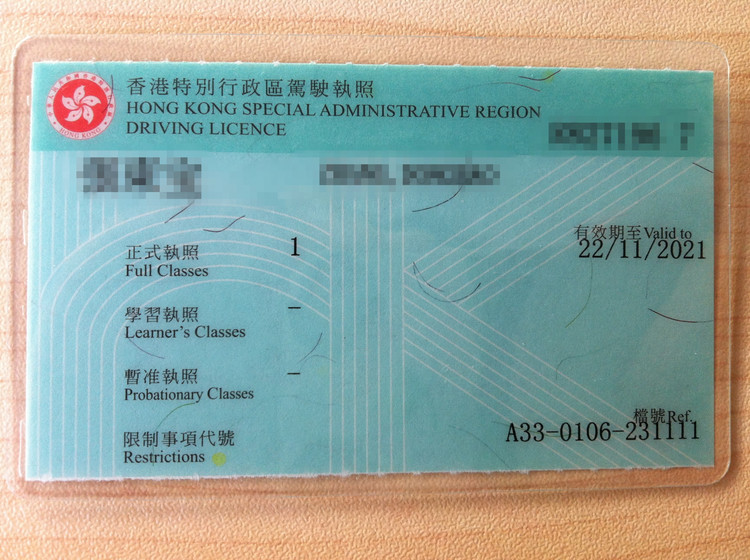 香港特別行政區駕駛執照
HONG KONG SPECIAL ADMINISTRATIVE REGION
DRIVING LICENCE
HONG KONG
正式執照 1
Full Classes
有效期至Valid to
22/11/2021
學習執照 –
Learner's Classes
暫准執照 –
Probationary Classes
檔號Ref.
A33-0106-231111
限制事項代號
Restrictions